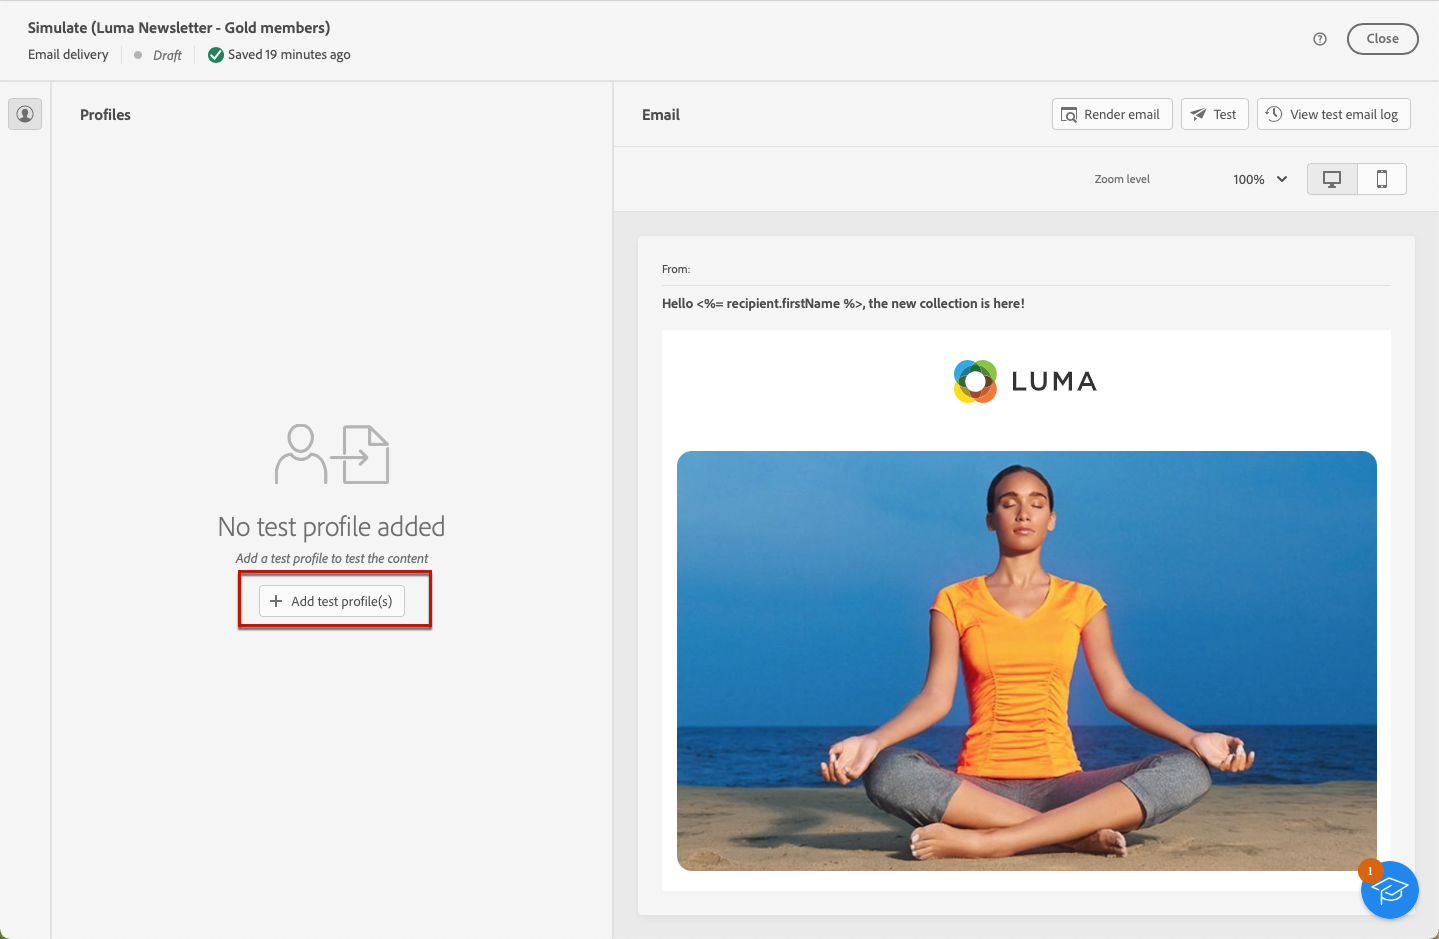 Simulate (Luma Newsletter - Gold members)
Email delivery Draft Saved 19 minutes ago
Close
Profiles
Email
Render email Test View test email log
Zoom level 100%
From:
Hello <%= recipient.firstName %>, the new collection is here!
LUMA
No test profile added
Add a test profile to test the content
Add test profile(s)
1